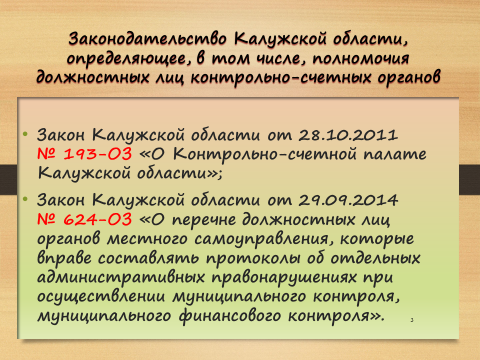 Законодательство Калужской области,
определяющее, в том числе, полномочия
должностных лиц контрольно-счетных органов
• Закон Калужской области от 28.10.2011
№ 193-ОЗ «О Контрольно-счетной палате
Калужской области»;
• Закон Калужской области от 29.09.2014
№ 624-ОЗ «О перечне должностных лиц
органов местного самоуправления, которые
вправе составлять протоколы об отдельных
административных правонарушениях при
осуществлении муниципального контроля,
муниципального финансового контроля».
3